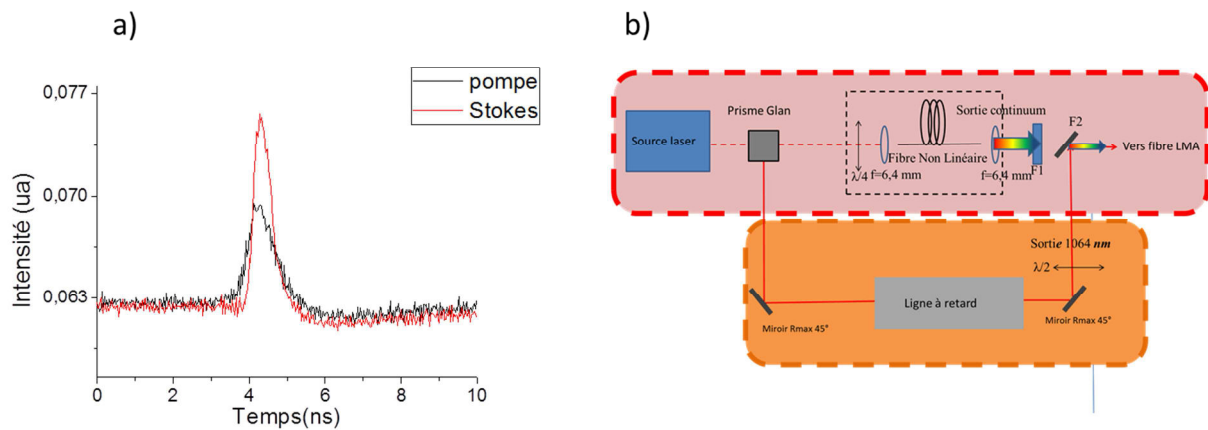 a)
pompe
Stokes
0,077
0,070
0,063
Intensité (ua)
0
2
4
6
8
10
Temps(ns)
b)
Source laser
Prisme Glan
λ/4
f=6,4 mm
Fibre Non Linéaire
Sortie continuum
f=6,4 mm
F1
F2
Vers fibre LMA
Sortie 1064 nm
λ/2
Ligne à retard
Miroir Rmax 45°
Miroir Rmax 45°